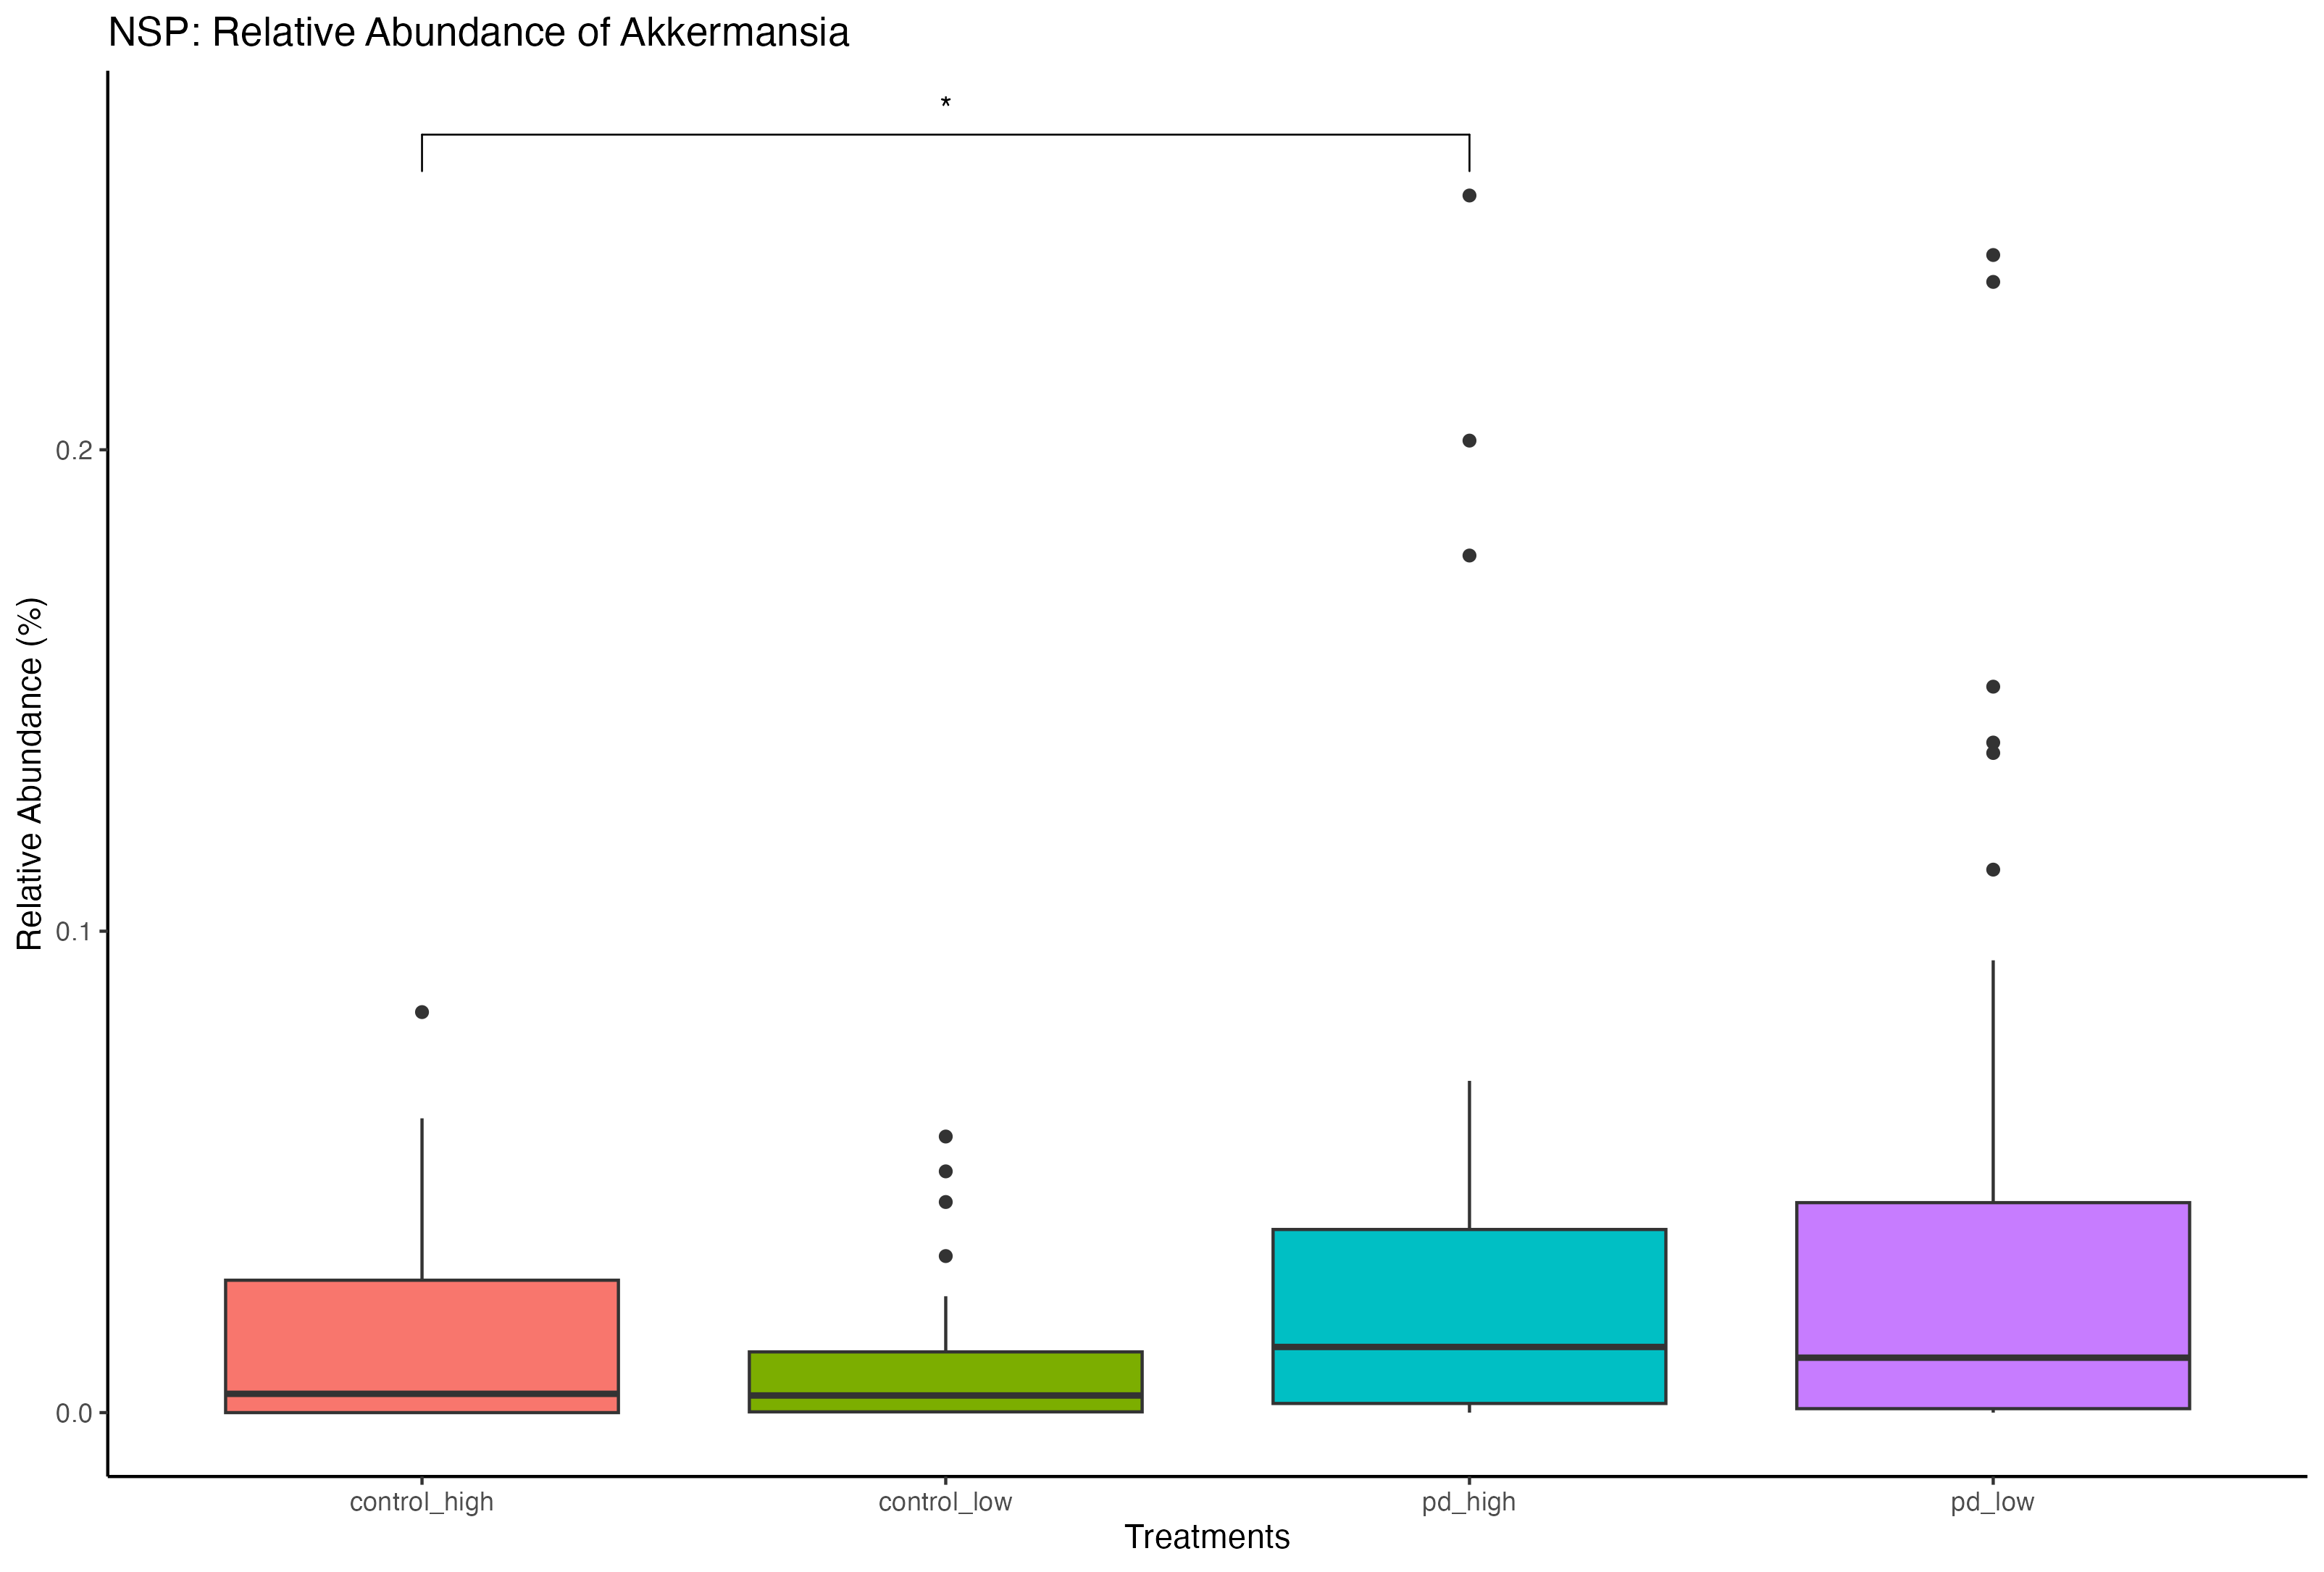 NSP: Relative Abundance of Akkermansia
*
Relative Abundance (%)
0.2
0.1
0.0
control_high
control_low
pd_high
pd_low
Treatments